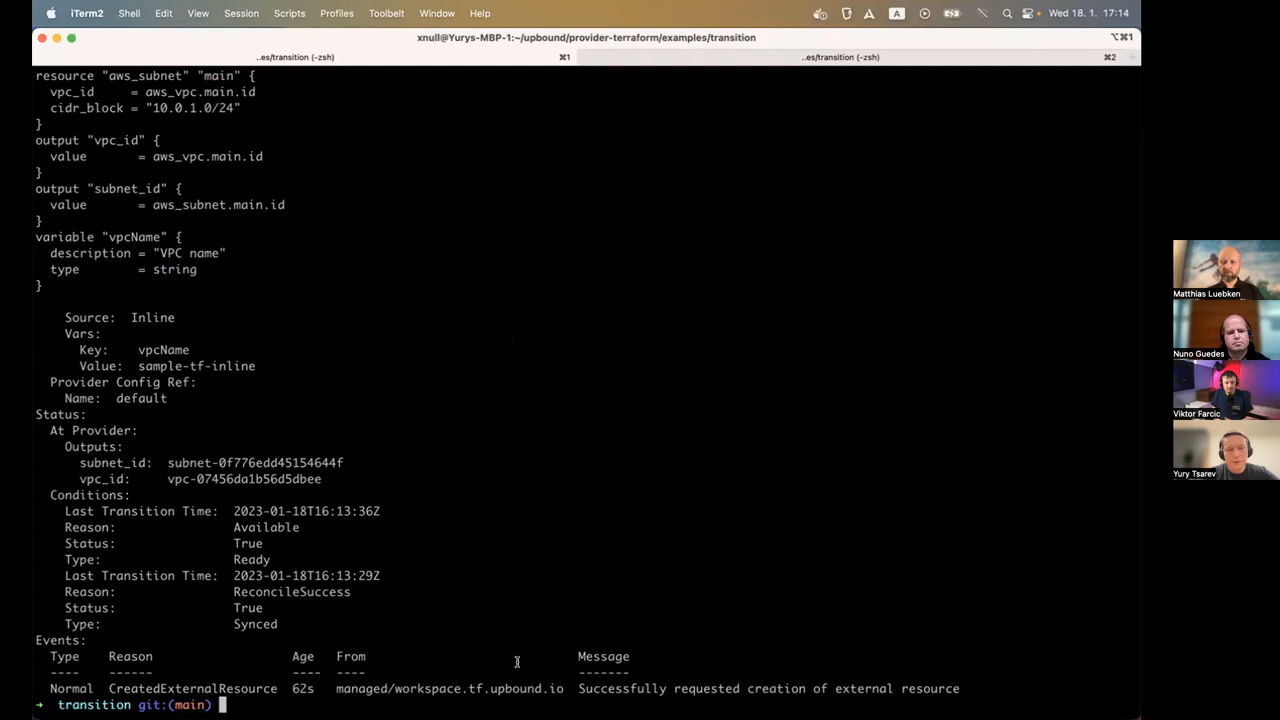 iTerm2 Shell Edit View Session Scripts Profiles Toolbelt Window Help A Wed 18. 1. 17:14
xnull@Yurys-MBP-1:~/upbound/provider-terraform/examples/transition ⌥⌘1
..es/transition (-zsh) ⌘1 ..es/transition (-zsh) ⌘2
resource "aws_subnet" "main" {
vpc_id = aws_vpc.main.id
cidr_block = "10.0.1.0/24"
}
output "vpc_id" {
value = aws_vpc.main.id
}
output "subnet_id" {
value = aws_subnet.main.id
}
variable "vpcName" {
description = "VPC name"
type = string
}
Source: Inline
Vars:
Key: vpcName
Value: sample-tf-inline
Provider Config Ref:
Name: default
Status:
At Provider:
Outputs:
subnet_id: subnet-0f776edd45154644f
vpc_id: vpc-07456da1b56d5dbee
Conditions:
Last Transition Time: 2023-01-18T16:13:36Z
Reason: Available
Status: True
Type: Ready
Last Transition Time: 2023-01-18T16:13:29Z
Reason: ReconcileSuccess
Status: True
Type: Synced
Events:
Type Reason Age From Message
---- ------ ---- ---- -------
Normal CreatedExternalResource 62s managed/workspace.tf.upbound.io Successfully requested creation of external resource
➜ transition git:(main)
Matthias Luebken
Nuno Guedes
Viktor Farcic
Yury Tsarev